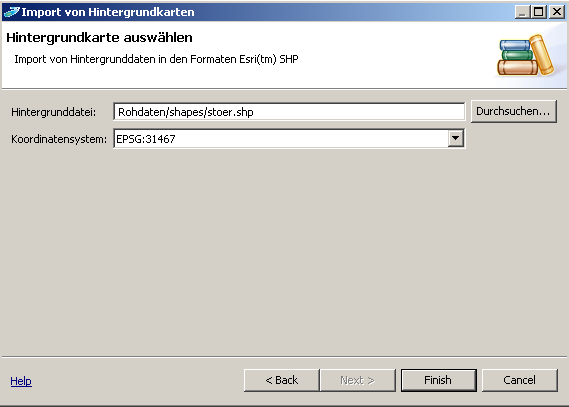 Import von Hintergrundkarten
Hintergrundkarte auswählen
Import von Hintergrunddaten in den Formaten Esri(tm) SHP
Hintergrunddatei: Rohdaten/shapes/stoer.shp Durchsuchen...
Koordinatensystem: EPSG:31467
Help < Back Next > Finish Cancel